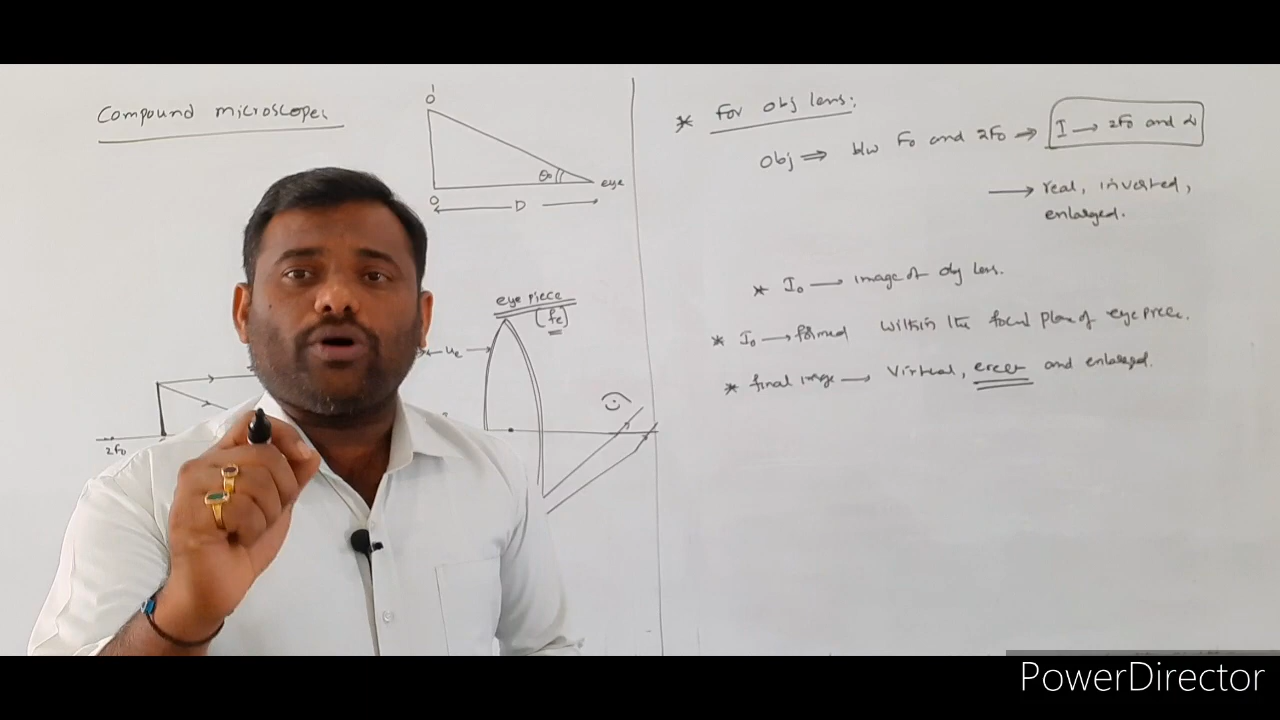 Compound microscope:
O'
θo
eye
O
D
eye piece
(fe)
ue
2Fo
* For obj lens:
obj ⇒ b/w Fo and 2Fo ⇒ I → 2Fo and ∞
→ real, inverted,
enlarged.
* Io → image of obj lens.
* Io → formed within the focal plane of eye piece.
* final image → Virtual, erect and enlarged.
PowerDirector